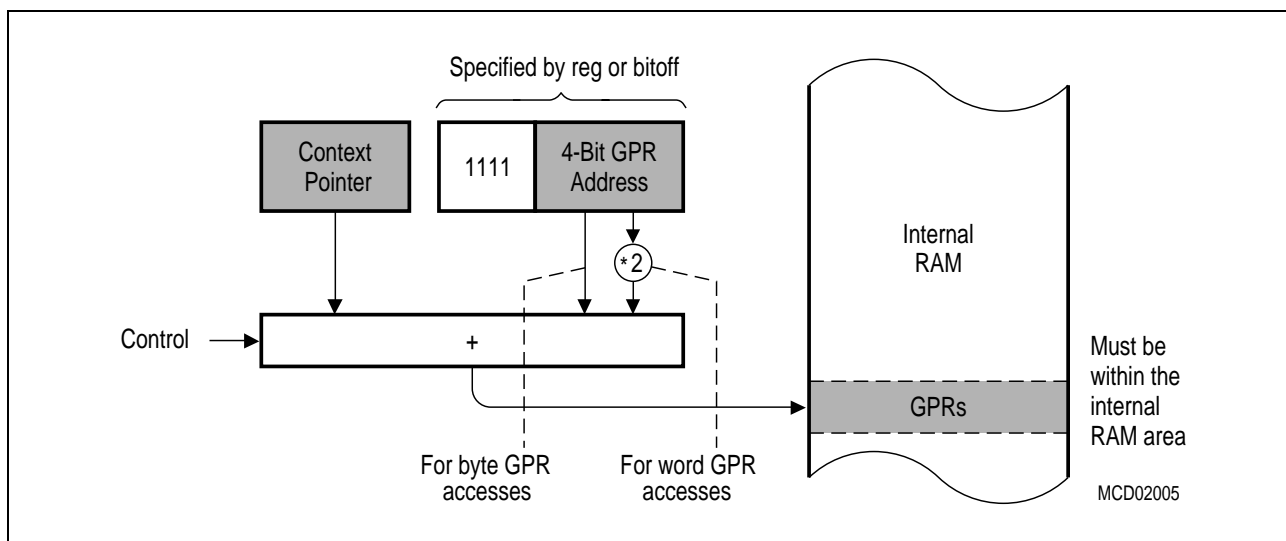 Specified by reg or bitoff
Context
Pointer
1111
4-Bit GPR
Address
*2
Internal
RAM
Control
+
Must be
within the
internal
RAM area
GPRs
For byte GPR
accesses
For word GPR
accesses
MCD02005